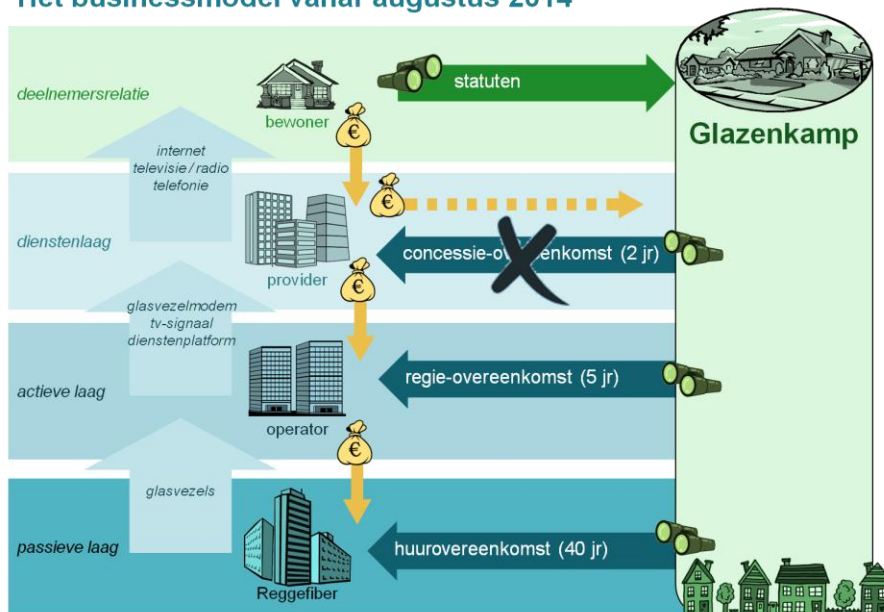 Het businessmodel vanaf augustus 2014
deelnemersrelatie
bewoner
statuten
Glazenkamp
internet
televisie / radio
telefonie
€
€
dienstenlaag
provider
concessie-overeenkomst (2 jr)
€
glasvezelmodem
tv-signaal
dienstenplatform
actieve laag
operator
regie-overeenkomst (5 jr)
€
glasvezels
passieve laag
Reggefiber
huurovereenkomst (40 jr)